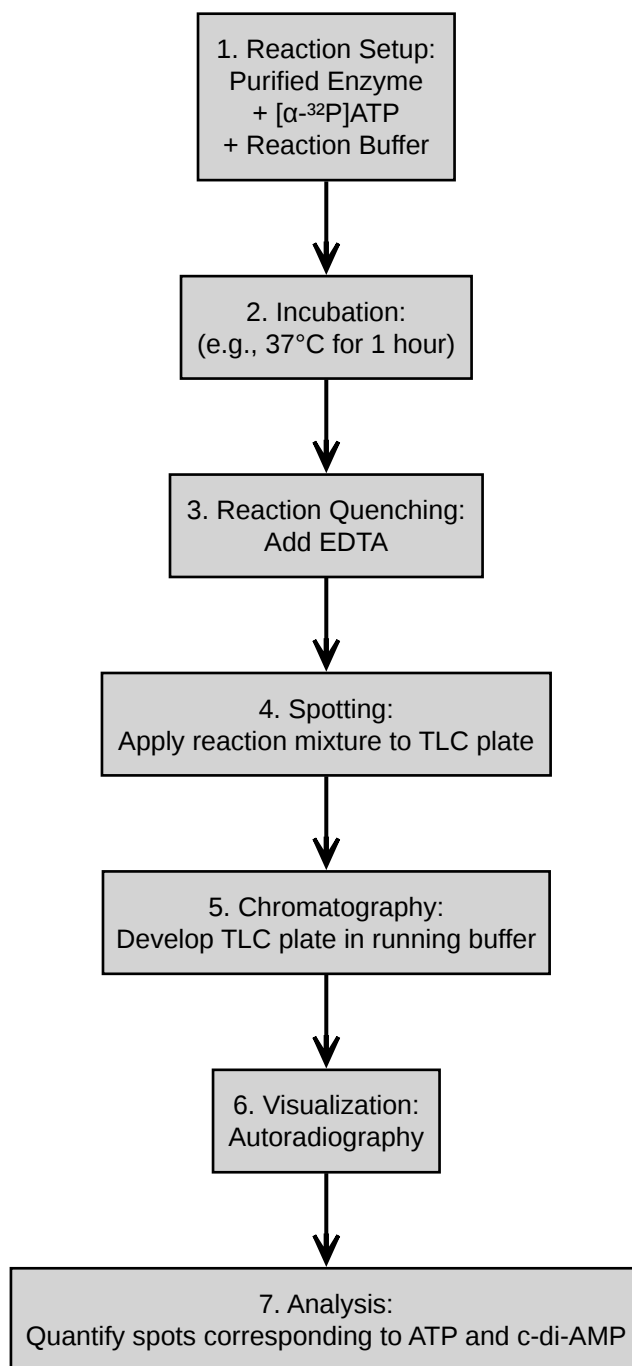 1. Reaction Setup:
Purified Enzyme
+ [α-³²P]ATP
+ Reaction Buffer
2. Incubation:
(e.g., 37°C for 1 hour)
3. Reaction Quenching:
Add EDTA
4. Spotting:
Apply reaction mixture to TLC plate
5. Chromatography:
Develop TLC plate in running buffer
6. Visualization:
Autoradiography
7. Analysis:
Quantify spots corresponding to ATP and c-di-AMP